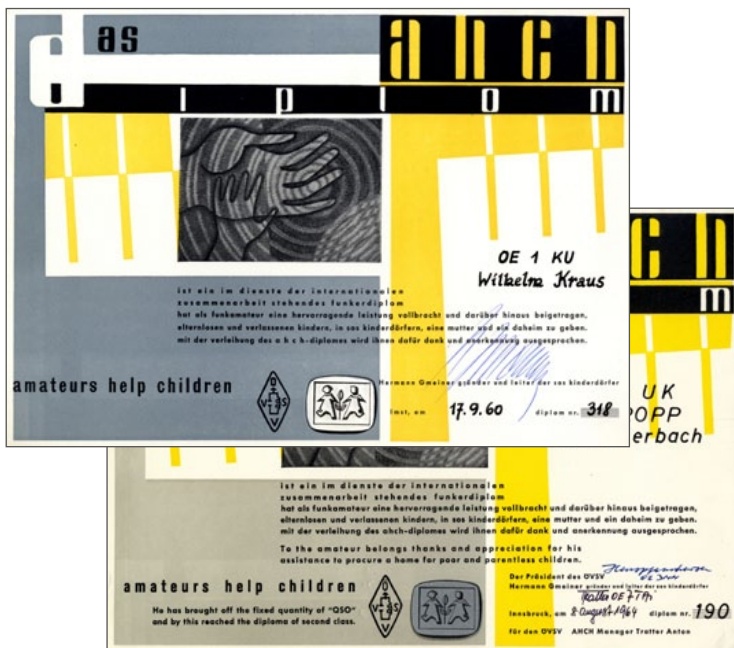 das ahch
diplom
OE 1 KU
Wilhelm Kraus
ist ein im dienste der internationalen
zusammenarbeit stehendes funkerdiplom
hat als funkamateur eine hervorragende leistung vollbracht und darüber hinaus beigetragen,
elternlosen und verlassenen kindern, in sos kinderdörfern, eine mutter und ein daheim zu geben.
mit der verleihung des a h c h - diplomes wird ihnen dafür dank und anerkennung ausgesprochen.
amateurs help children
Hermann Gmeiner gründer und leiter der sos kinderdörfer
imst, am 17.9.60 diplom nr. 318
ch
m
UK
OPP
erbach
ist ein im dienste der internationalen
zusammenarbeit stehendes funkerdiplom
hat als funkamateur eine hervorragende leistung vollbracht und darüber hinaus beigetragen,
elternlosen und verlassenen kindern, in sos kinderdörfern, eine mutter und ein daheim zu geben.
mit der verleihung des ahch-diplomes wird ihnen dafür dank und anerkennung ausgesprochen.
To the amateur belongs thanks and appreciation for his
assistance to procure a home for poor and parentless children.
amateurs help children
He has brought off the fixed quantity of "QSO"
and by this reached the diploma of second class.
Der Präsident des ÖVSV
Hermann Gmeiner gründer und leiter der sos kinderdörfer
Innsbruck, am 8 august 1964 diplom nr. 190
für den ÖVSV AHCH Manager Tratter Anton